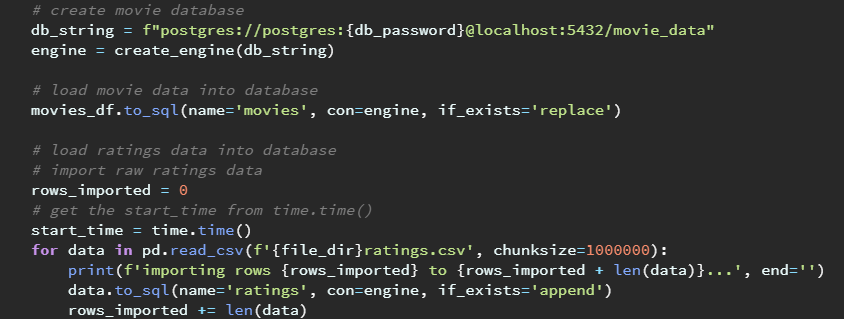 # create movie database
db_string = f"postgres://postgres:{db_password}@localhost:5432/movie_data"
engine = create_engine(db_string)
# load movie data into database
movies_df.to_sql(name='movies', con=engine, if_exists='replace')
# load ratings data into database
# import raw ratings data
rows_imported = 0
# get the start_time from time.time()
start_time = time.time()
for data in pd.read_csv(f'{file_dir}ratings.csv', chunksize=1000000):
    print(f'importing rows {rows_imported} to {rows_imported + len(data)}...', end='')
    data.to_sql(name='ratings', con=engine, if_exists='append')
    rows_imported += len(data)